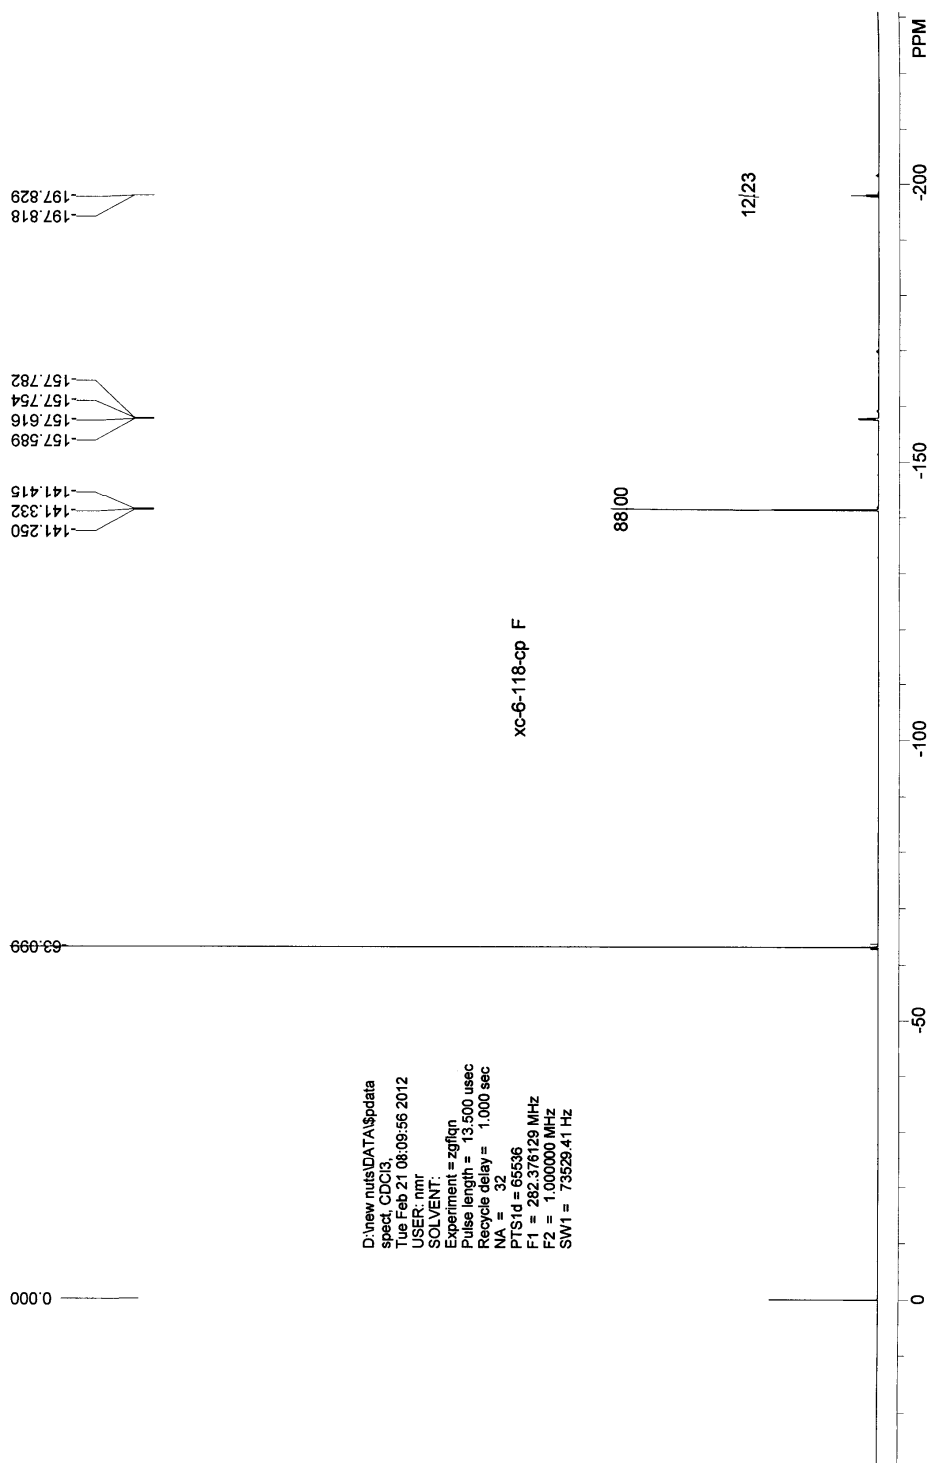 0.000
-63.099
-141.250
-141.332
-141.415
-157.589
-157.616
-157.754
-157.782
-197.818
-197.829
D:\new nuts\DATA\$pdata
spect, CDCl3,
Tue Feb 21 08:09:56 2012
USER: nmr
SOLVENT:
Experiment = zgflqn
Pulse length = 13.500 usec
Recycle delay = 1.000 sec
NA = 32
PTS1d = 65536
F1 = 282.376129 MHz
F2 = 1.000000 MHz
SW1 = 73529.41 Hz
xc-6-118-cp F
88.00
12.23
0 -50 -100 -150 -200 PPM